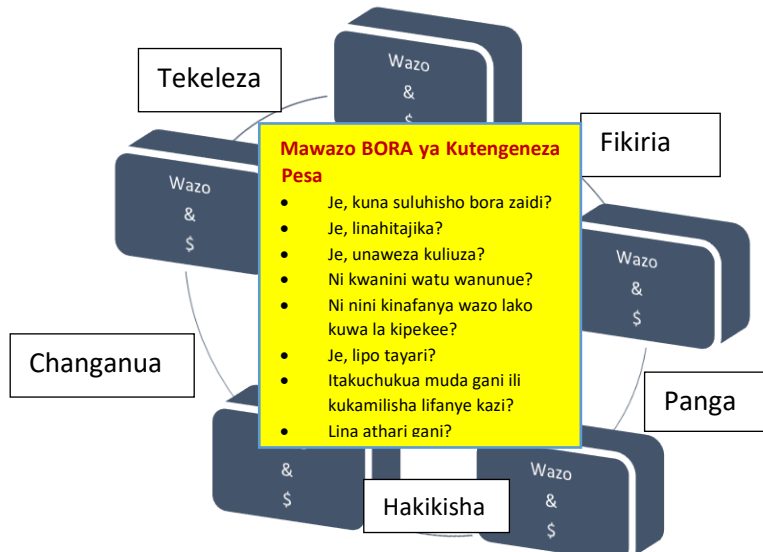 Wazo
&
$
Tekeleza
Fikiria
Wazo
&
$
Mawazo BORA ya Kutengeneza
Pesa
• Je, kuna suluhisho bora zaidi?
• Je, linahitajika?
• Je, unaweza kuliuza?
• Ni kwanini watu wanunue?
• Ni nini kinafanya wazo lako
kuwa la kipekee?
• Je, lipo tayari?
• Itakuchukua muda gani ili
kukamilisha lifanye kazi?
• Lina athari gani?
Wazo
&
$
Changanua
Panga
&
$
Hakikisha
Wazo
&
$